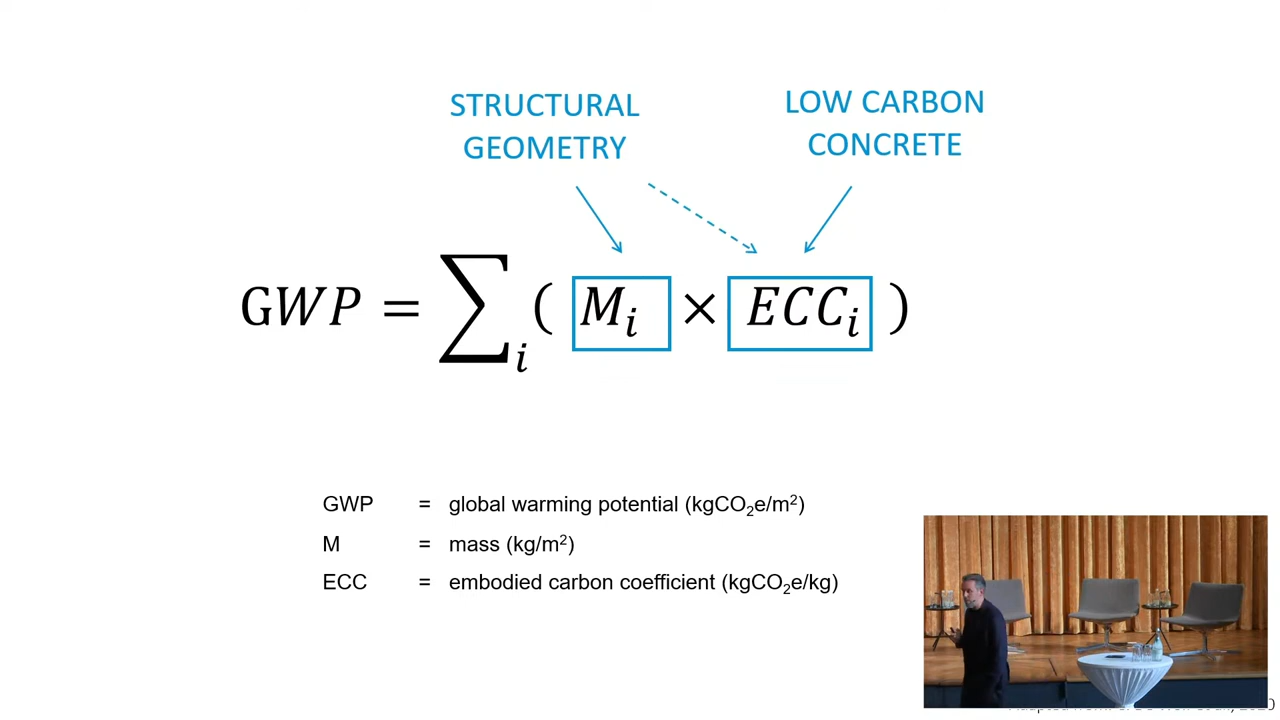 STRUCTURAL
GEOMETRY
LOW CARBON
CONCRETE
GWP = ∑i ( Mi × ECCi )
GWP = global warming potential (kgCO2e/m²)
M = mass (kg/m²)
ECC = embodied carbon coefficient (kgCO2e/kg)